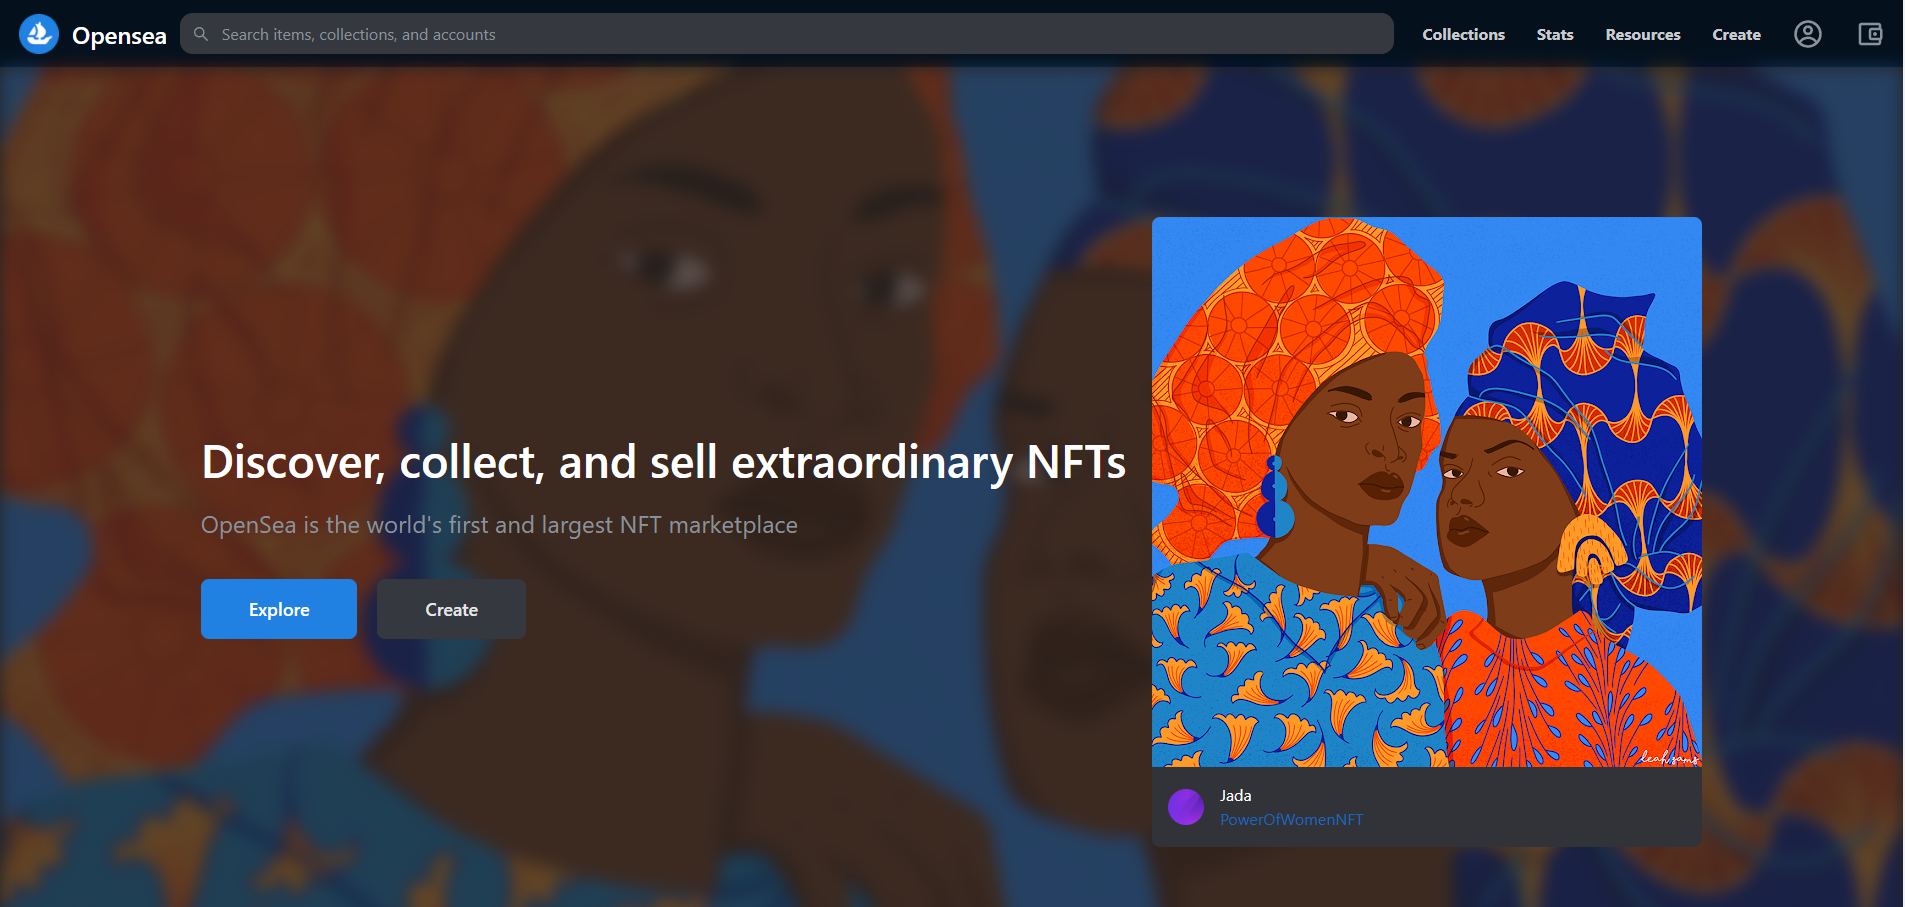 Opensea
Search items, collections, and accounts
Collections
Stats
Resources
Create
Discover, collect, and sell extraordinary NFTs
OpenSea is the world's first and largest NFT marketplace
Explore
Create
leah.sams
Jada
PowerOfWomenNFT